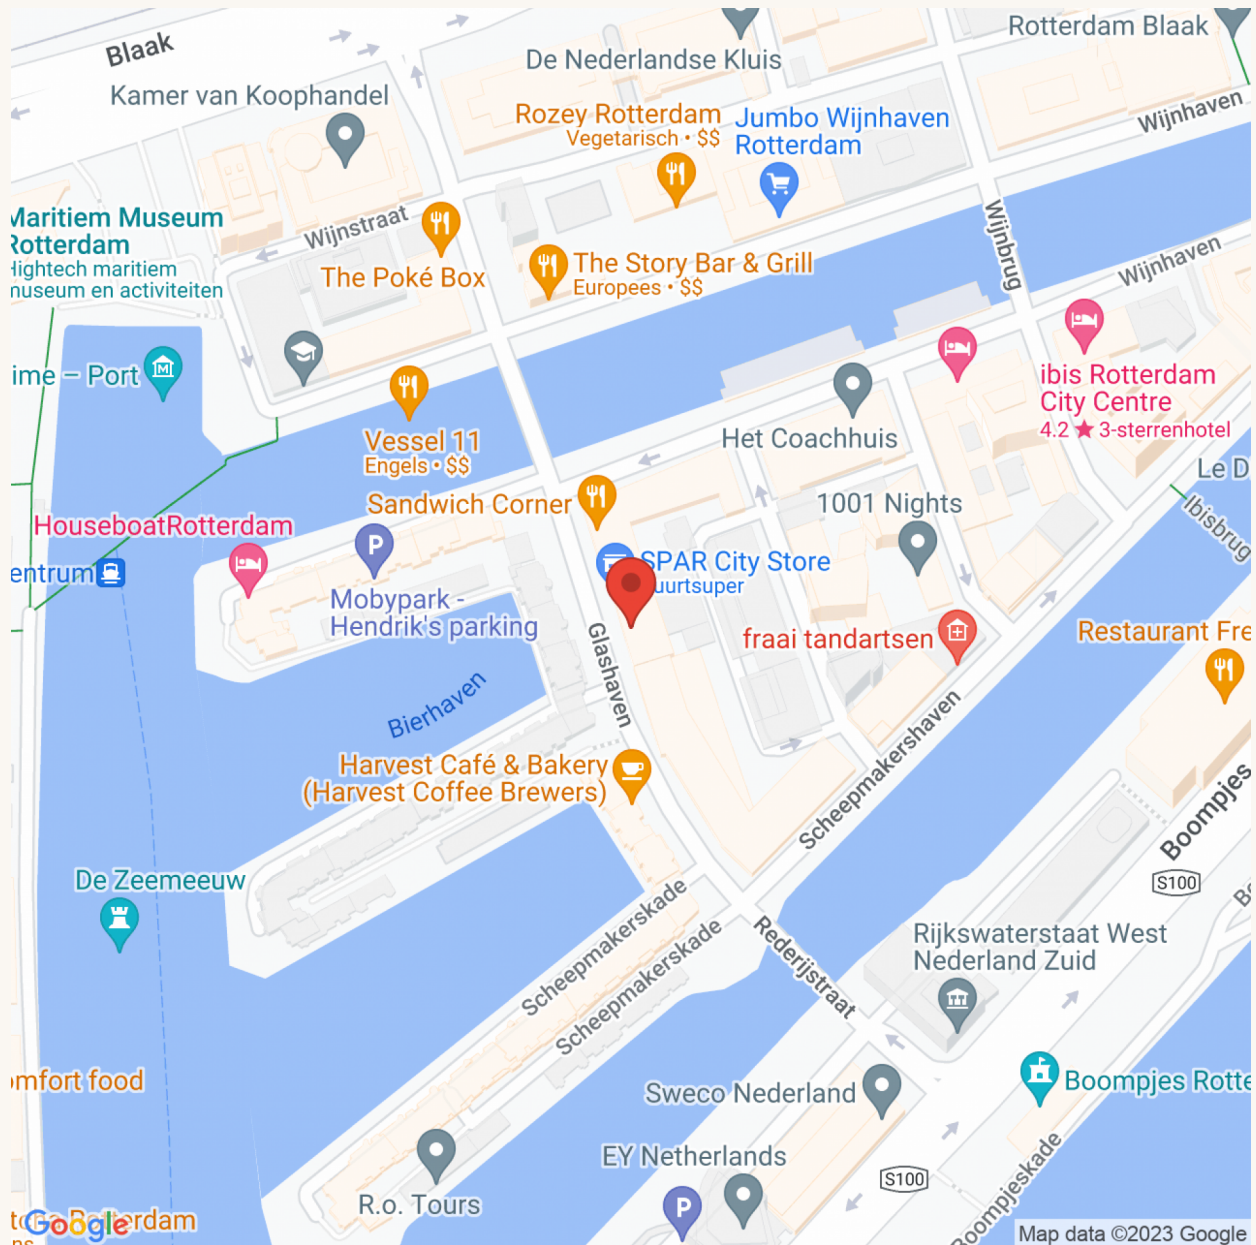 Blaak
Rotterdam Blaak
De Nederlandse Kluis
Kamer van Koophandel
Wijnhaven
Rozey Rotterdam
Vegetarisch • $$
Jumbo Wijnhaven
Rotterdam
Maritiem Museum
Rotterdam
Hightech maritiem
museum en activiteiten
Wijnstraat
The Poké Box
The Story Bar & Grill
Europees • $$
Wijnbrug
Wijnhaven
ime – Port
ibis Rotterdam
City Centre
4.2 ★ 3-sterrenhotel
Vessel 11
Engels • $$
Het Coachhuis
Le D
Sandwich Corner
1001 Nights
Ibisbrug
HouseboatRotterdam
P
SPAR City Store
uurtsuper
entrum
Mobypark -
Hendrik's parking
Glashaven
fraai tandartsen
Restaurant Fre
Bierhaven
Harvest Café & Bakery
(Harvest Coffee Brewers)
Scheepmakershaven
Boompjes
S100
De Zeemeeuw
Scheepmakerskade
Scheepmakerskade
Rederijstraat
Rijkswaterstaat West
Nederland Zuid
omfort food
Sweco Nederland
Boompjes Rotte
EY Netherlands
S100
Boompjeskade
R.o. Tours
P
Google
Rotterdam
Map data ©2023 Google